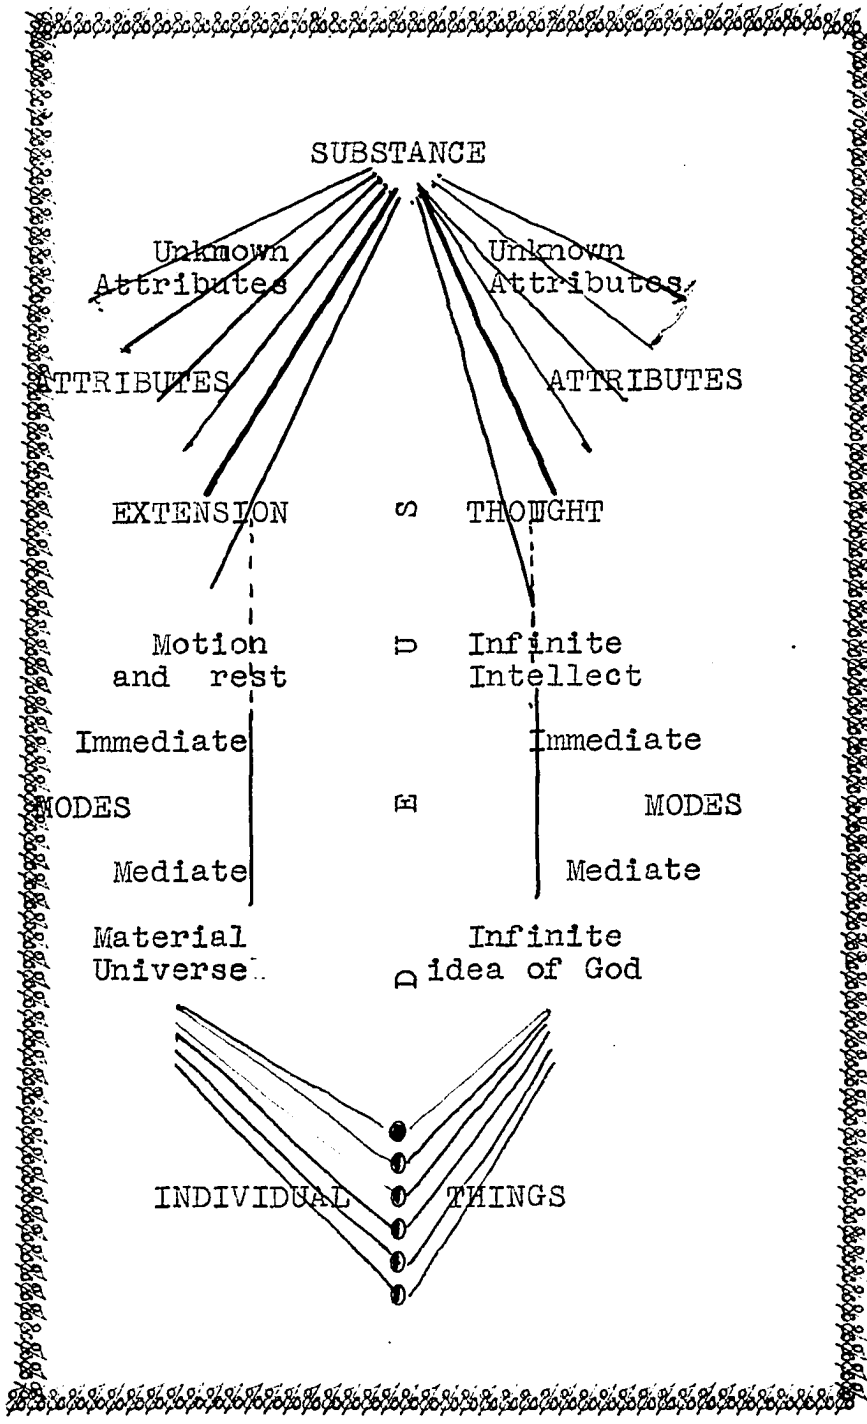 SUBSTANCE
Unknown Unknown
Attributes Attributes
ATTRIBUTES ATTRIBUTES
EXTENSION THOUGHT
Motion Infinite
and rest Intellect
Immediate Immediate
MODES MODES
Mediate Mediate
Material Infinite
Universe idea of God
DEUS
INDIVIDUAL THINGS